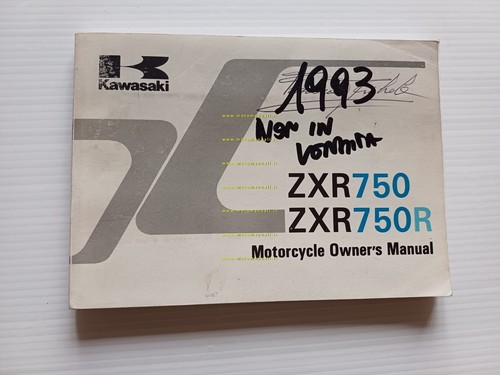 Kawasaki
1993
NON IN
VENDITA
ZXR750
ZXR750R
Motorcycle Owner's Manual